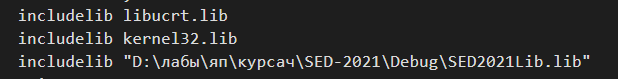 includelib libucrt.lib
includelib kernel32.lib
includelib "D:\лабы\яп\курсач\SED-2021\Debug\SED2021Lib.lib"